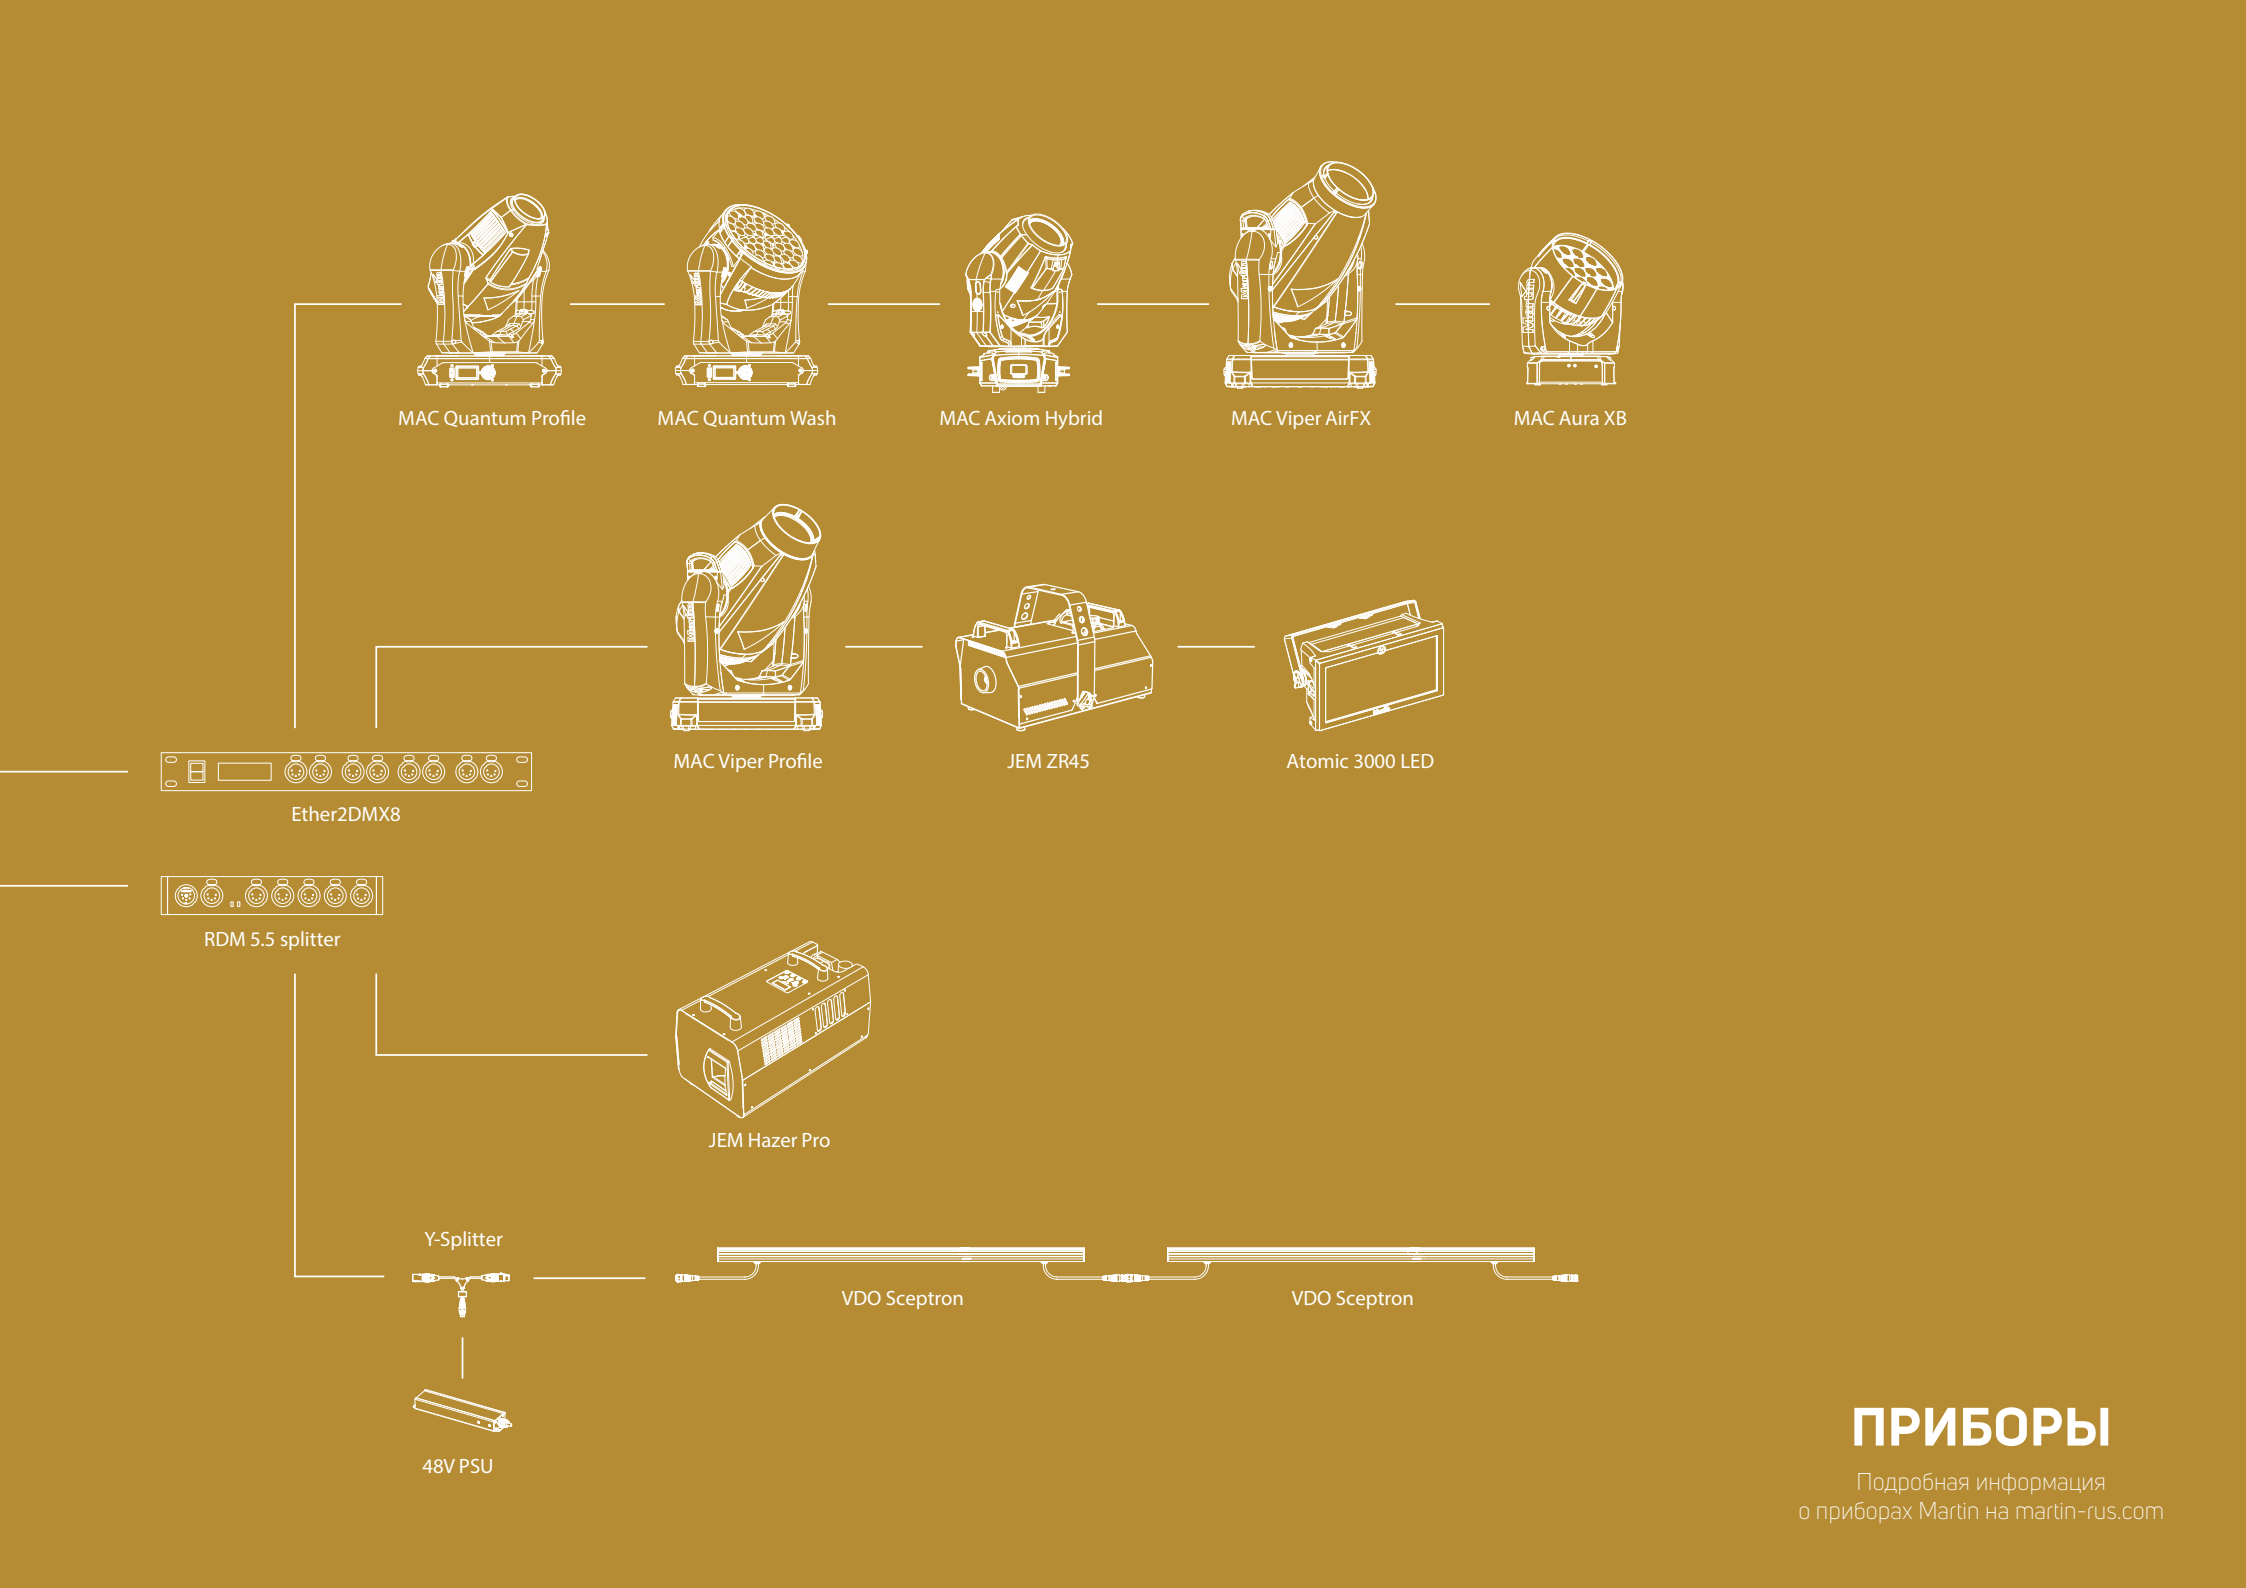 MAC Quantum Profile
MAC Quantum Wash
MAC Axiom Hybrid
MAC Viper AirFX
MAC Aura XB
MAC Viper Profile
JEM ZR45
Atomic 3000 LED
Ether2DMX8
RDM 5.5 splitter
JEM Hazer Pro
Y-Splitter
VDO Sceptron
VDO Sceptron
48V PSU
ПРИБОРЫ
Подробная информация
о приборах Martin на martin-rus.com